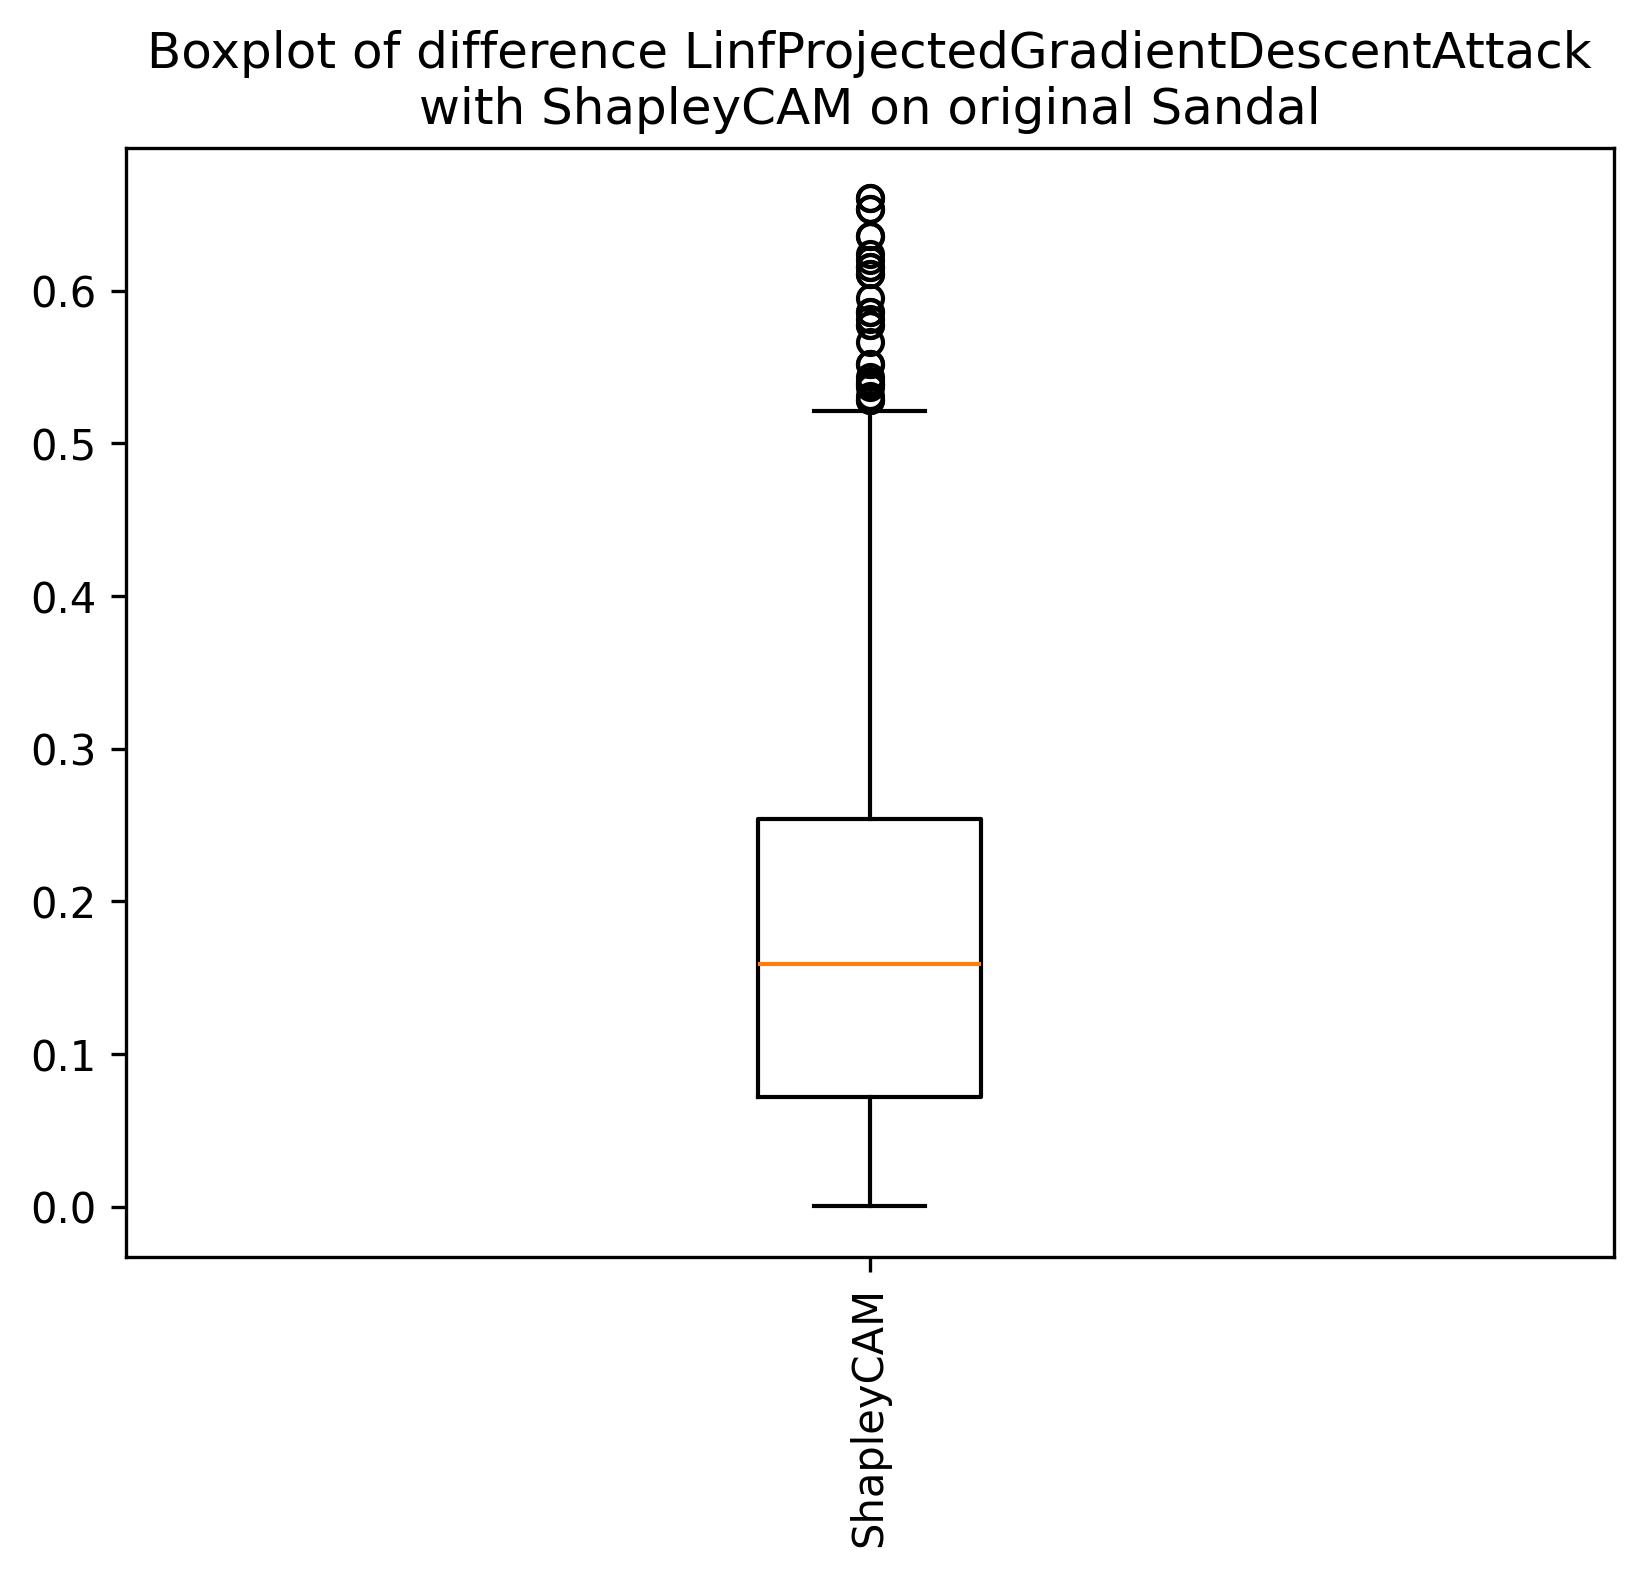 Boxplot of difference LinfProjectedGradientDescentAttack
with ShapleyCAM on original Sandal
0.6
0.5
0.4
0.3
0.2
0.1
0.0
ShapleyCAM